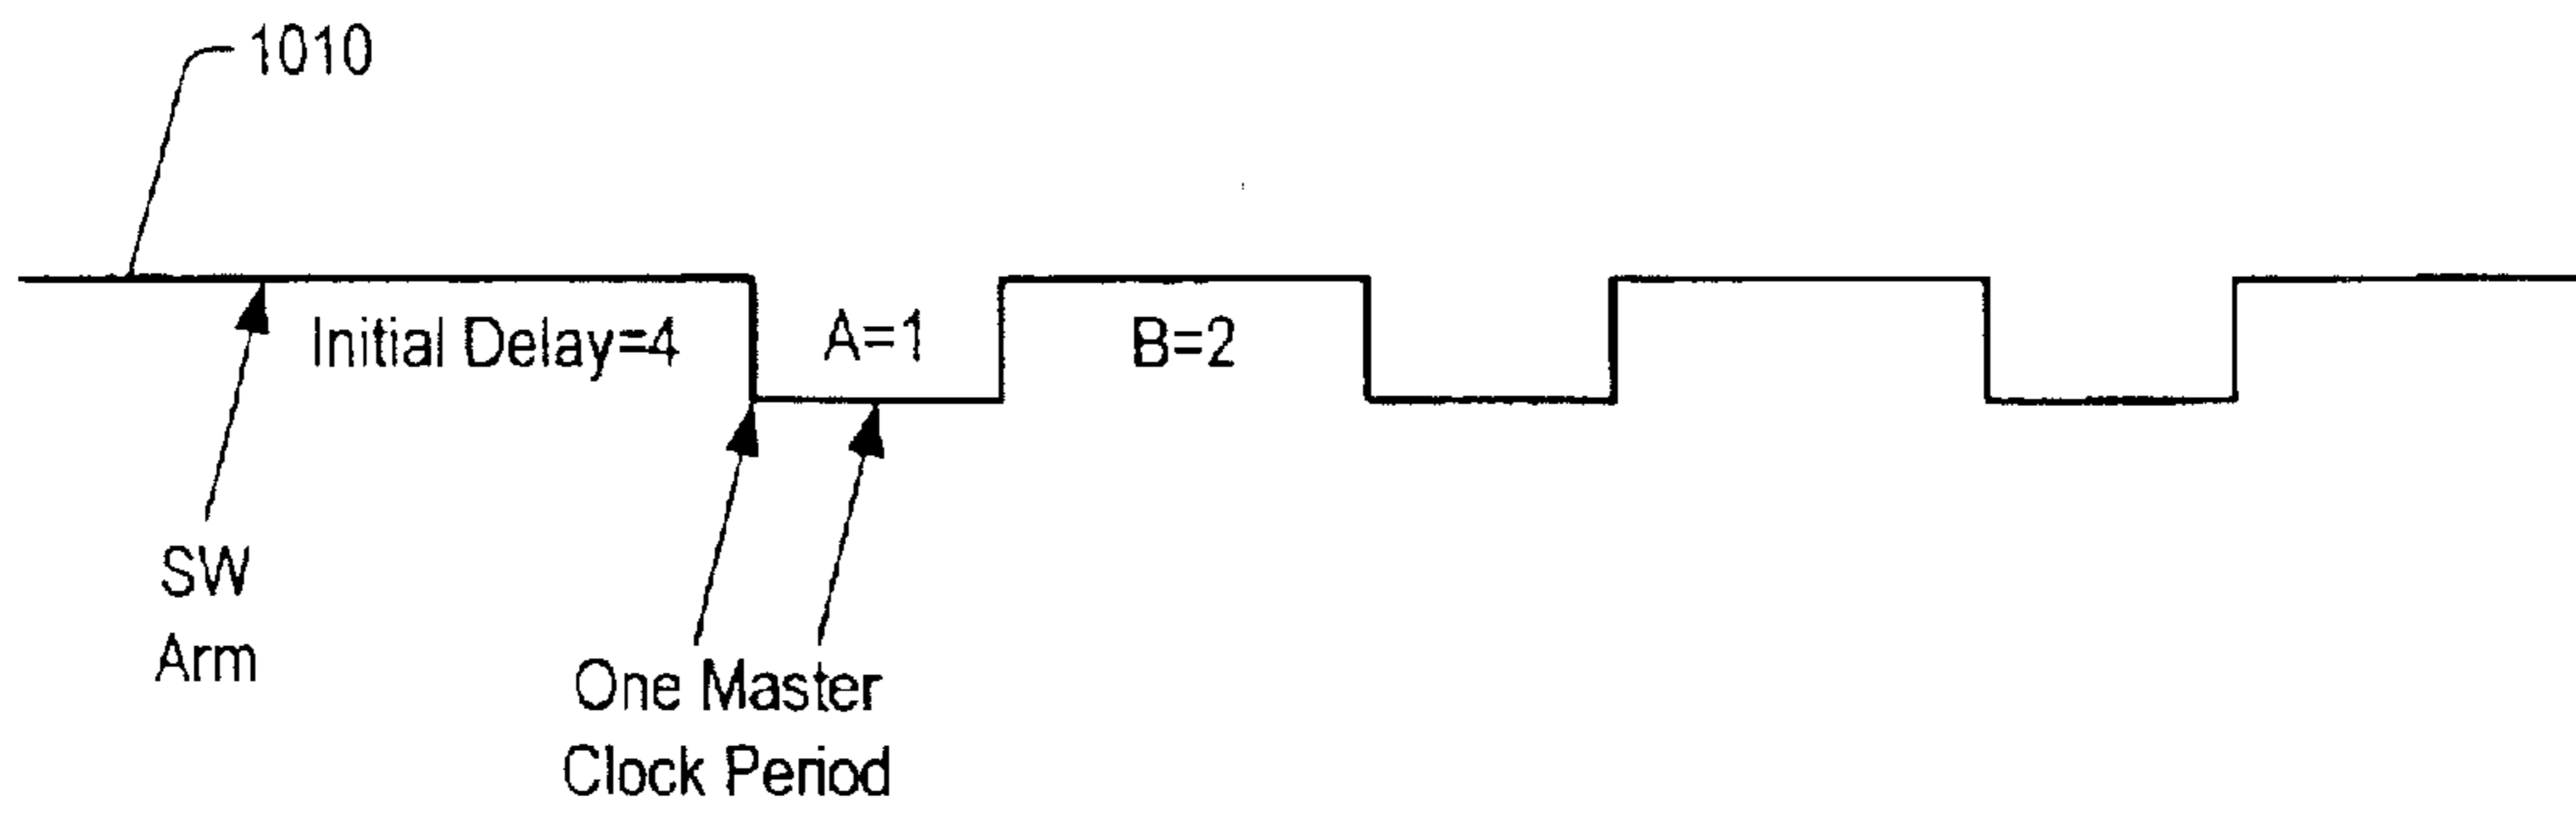 1010
Initial Delay=4
A=1
B=2
SW
Arm
One Master
Clock Period